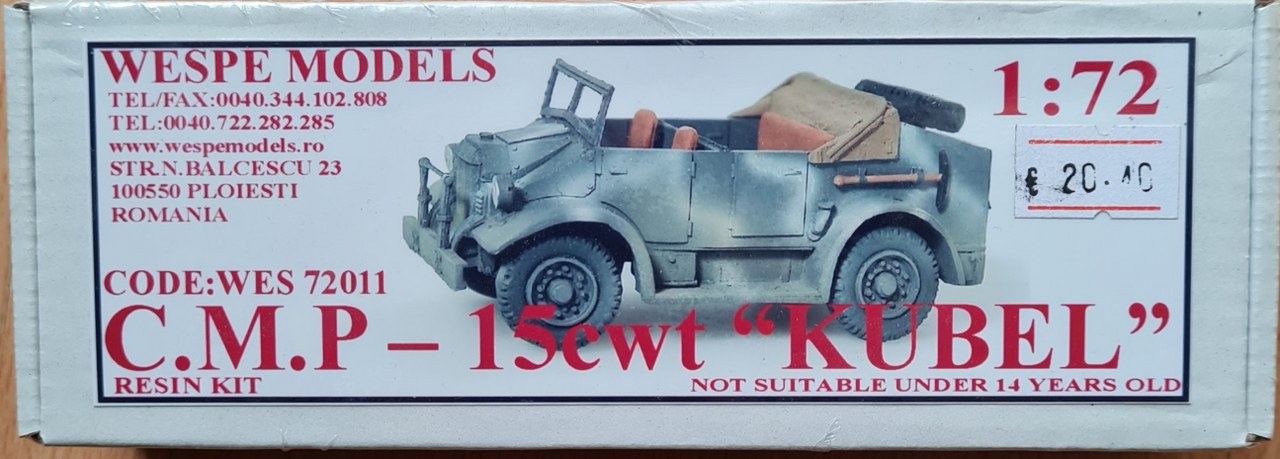 WESPE MODELS
TEL/FAX:0040.344.102.808
TEL:0040.722.282.285
www.wespemodels.ro
STR.N.BALCESCU 23
100550 PLOIESTI
ROMANIA
1:72
€ 20.40
CODE:WES 72011
C.M.P – 15cwt “KUBEL”
RESIN KIT
NOT SUITABLE UNDER 14 YEARS OLD